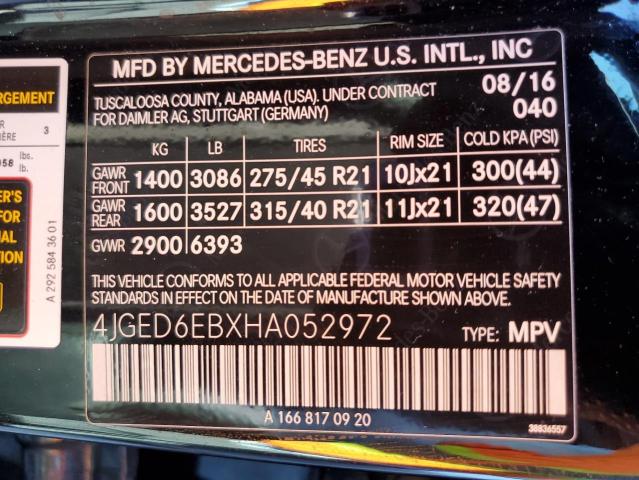 MFD BY MERCEDES-BENZ U.S. INTL., INC
TUSCALOOSA COUNTY, ALABAMA (USA). UNDER CONTRACT
FOR DAIMLER AG, STUTTGART (GERMANY)
08/16
040
KG LB TIRES RIM SIZE COLD KPA (PSI)
GAWR FRONT 1400 3086 275/45 R21 10Jx21 300(44)
GAWR REAR 1600 3527 315/40 R21 11Jx21 320(47)
GVWR 2900 6393
THIS VEHICLE CONFORMS TO ALL APPLICABLE FEDERAL MOTOR VEHICLE SAFETY
STANDARDS IN EFFECT ON THE DATE OF MANUFACTURE SHOWN ABOVE.
4JGED6EBXHA052972 TYPE: MPV
A 166 817 09 20
38836557
3
lbs.
lb.
A 292 584 36 01